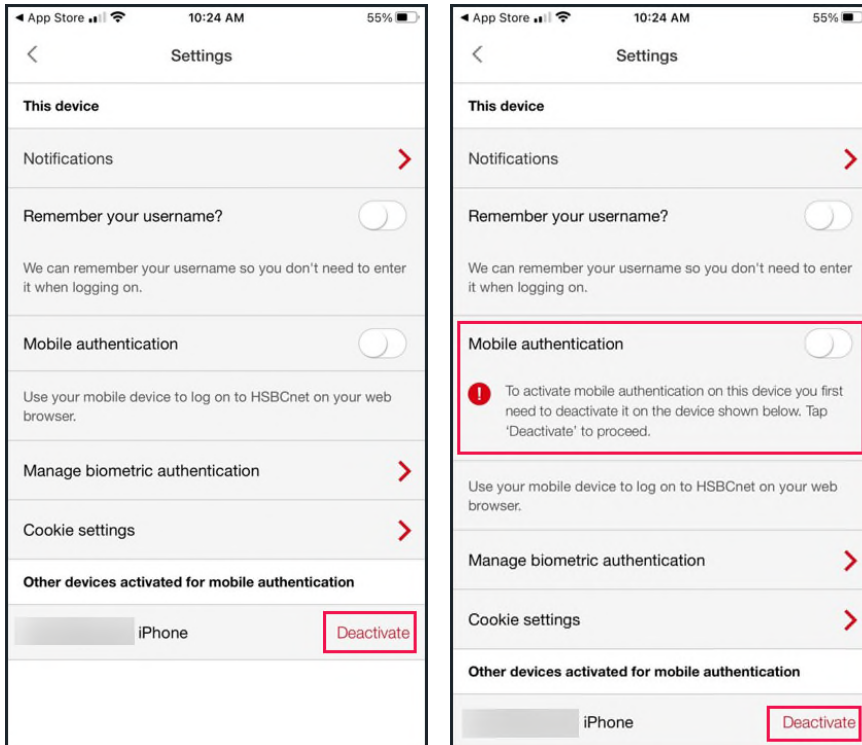 ◀ App Store
10:24 AM
55%
Settings
This device
Notifications
Remember your username?
We can remember your username so you don't need to enter
it when logging on.
Mobile authentication
Use your mobile device to log on to HSBCnet on your web
browser.
Manage biometric authentication
Cookie settings
Other devices activated for mobile authentication
iPhone
Deactivate
◀ App Store
10:24 AM
55%
Settings
This device
Notifications
Remember your username?
We can remember your username so you don't need to enter
it when logging on.
Mobile authentication
To activate mobile authentication on this device you first
need to deactivate it on the device shown below. Tap
‘Deactivate’ to proceed.
Use your mobile device to log on to HSBCnet on your web
browser.
Manage biometric authentication
Cookie settings
Other devices activated for mobile authentication
iPhone
Deactivate